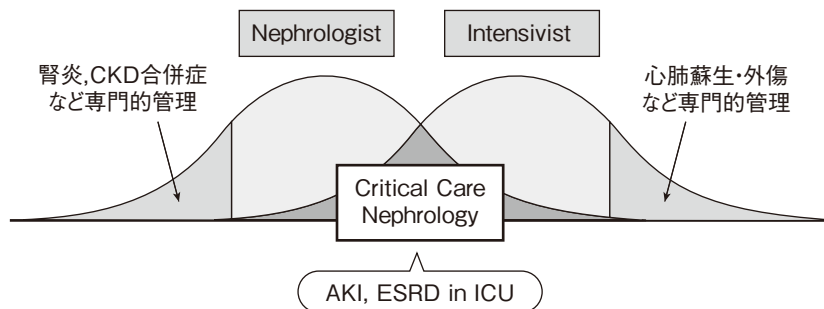 Nephrologist
Intensivist
腎炎,CKD合併症
など専門的管理
心肺蘇生・外傷
など専門的管理
Critical Care
Nephrology
AKI, ESRD in ICU